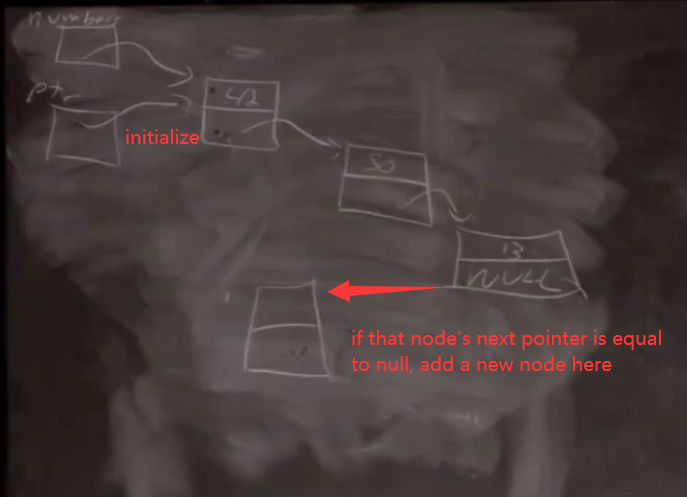 numbers
ptr
42
initialize
50
13
NULL
if that node's next pointer is equal
to null, add a new node here